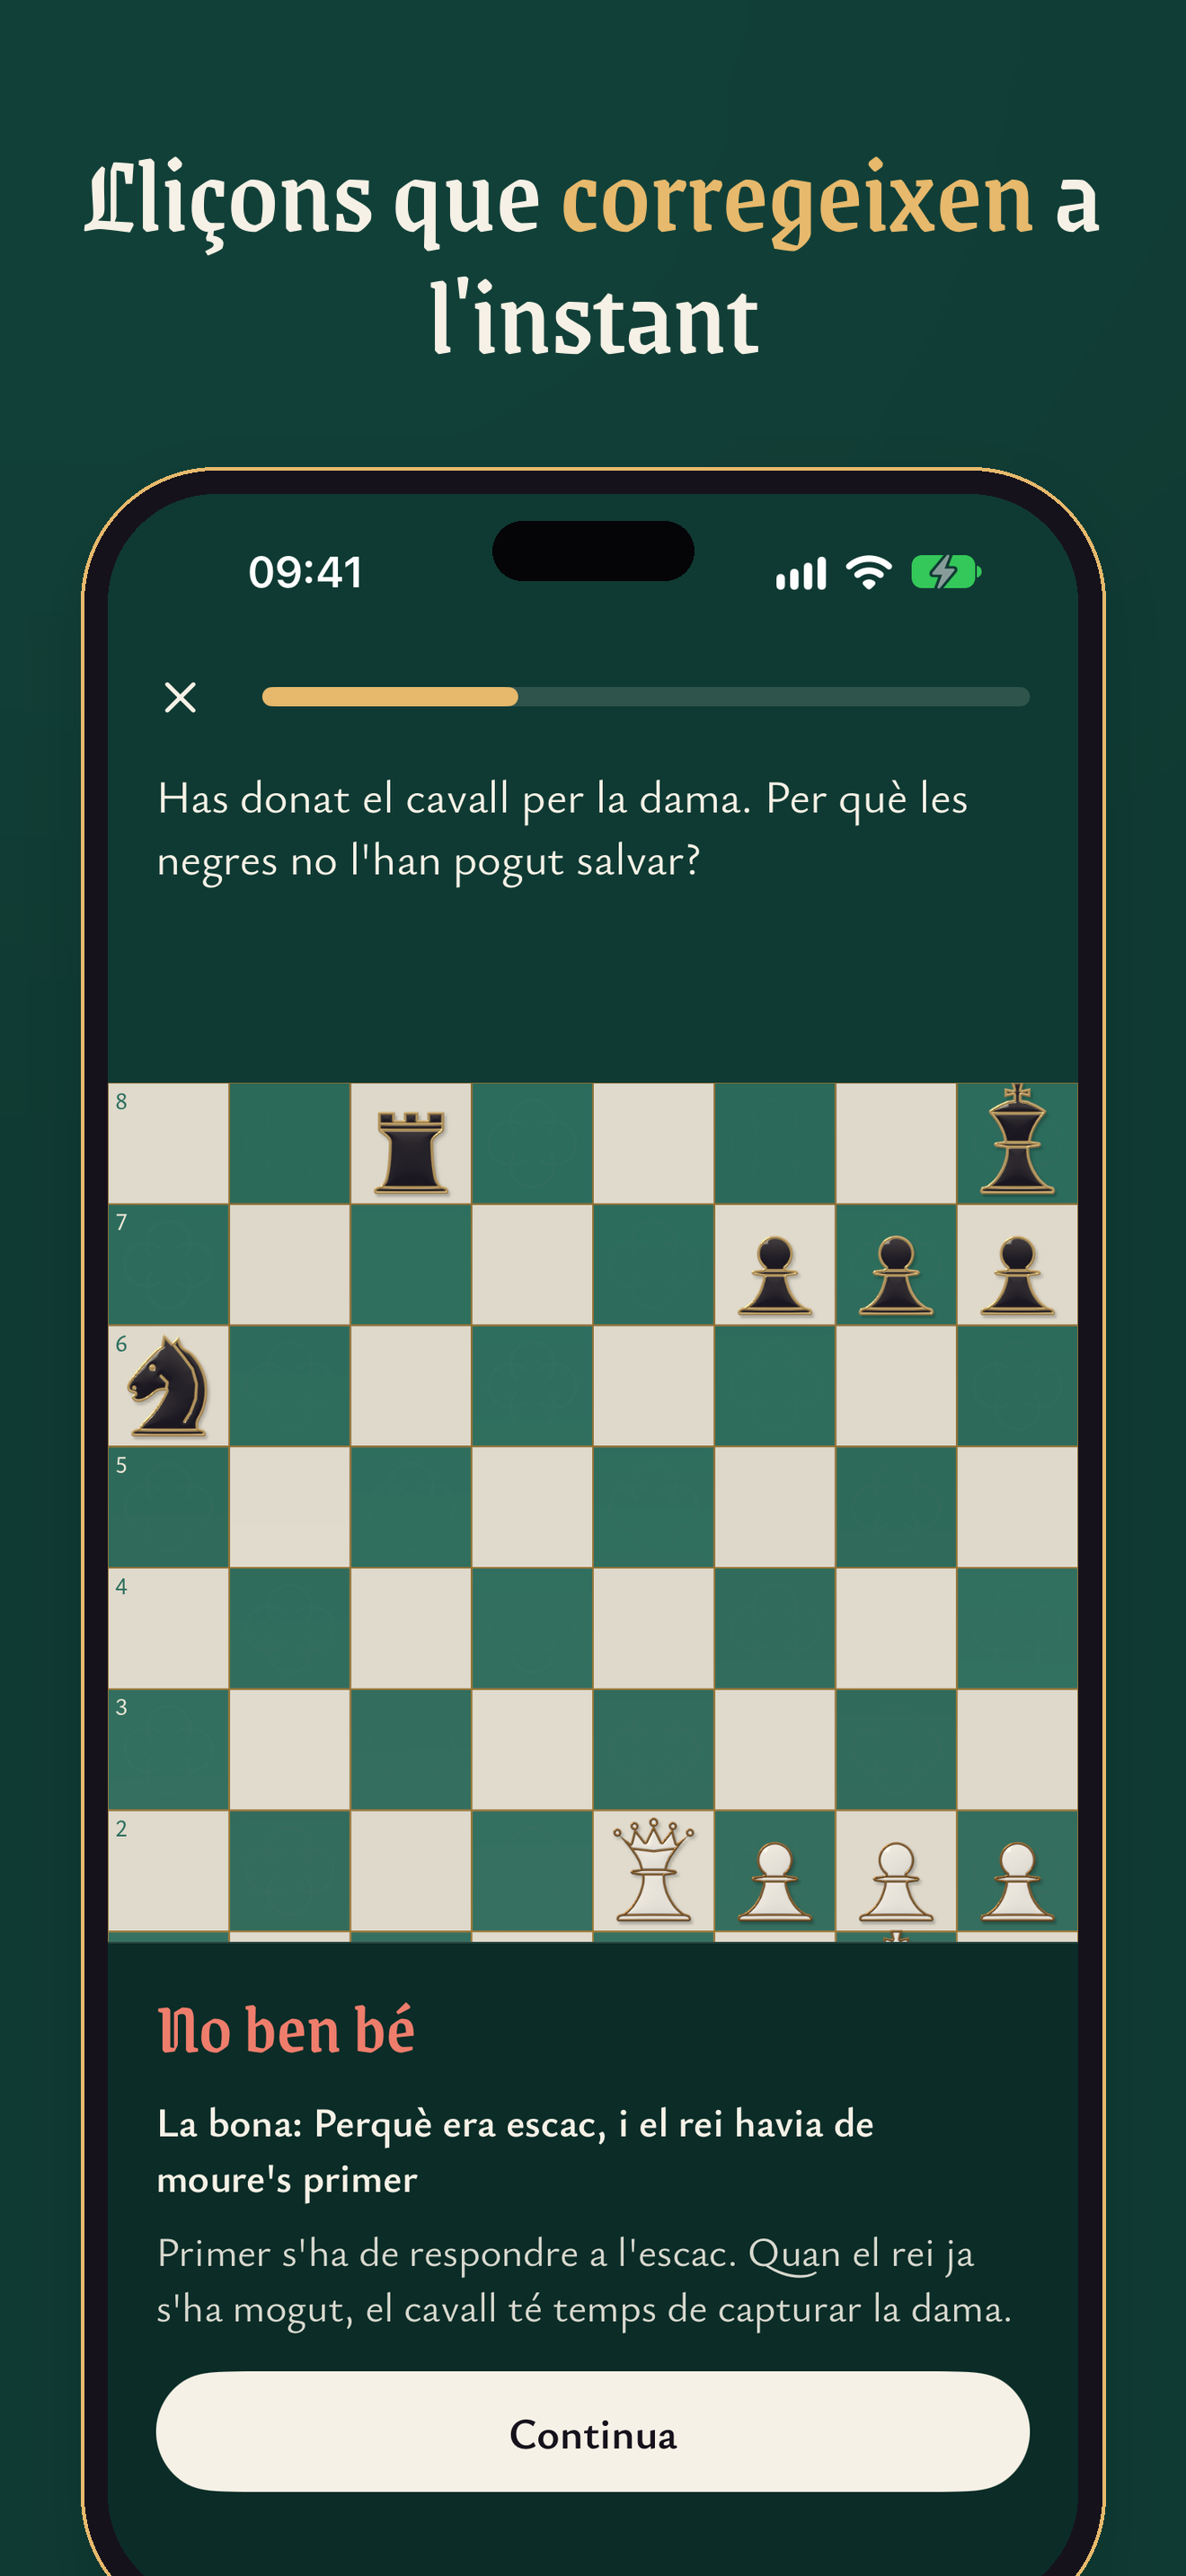 Lliçons que corregeixen a
l'instant
09:41
Has donat el cavall per la dama. Per què les
negres no l'han pogut salvar?
8
7
6
5
4
3
2
No ben bé
La bona: Perquè era escac, i el rei havia de
moure's primer
Primer s'ha de respondre a l'escac. Quan el rei ja
s'ha mogut, el cavall té temps de capturar la dama.
Continua